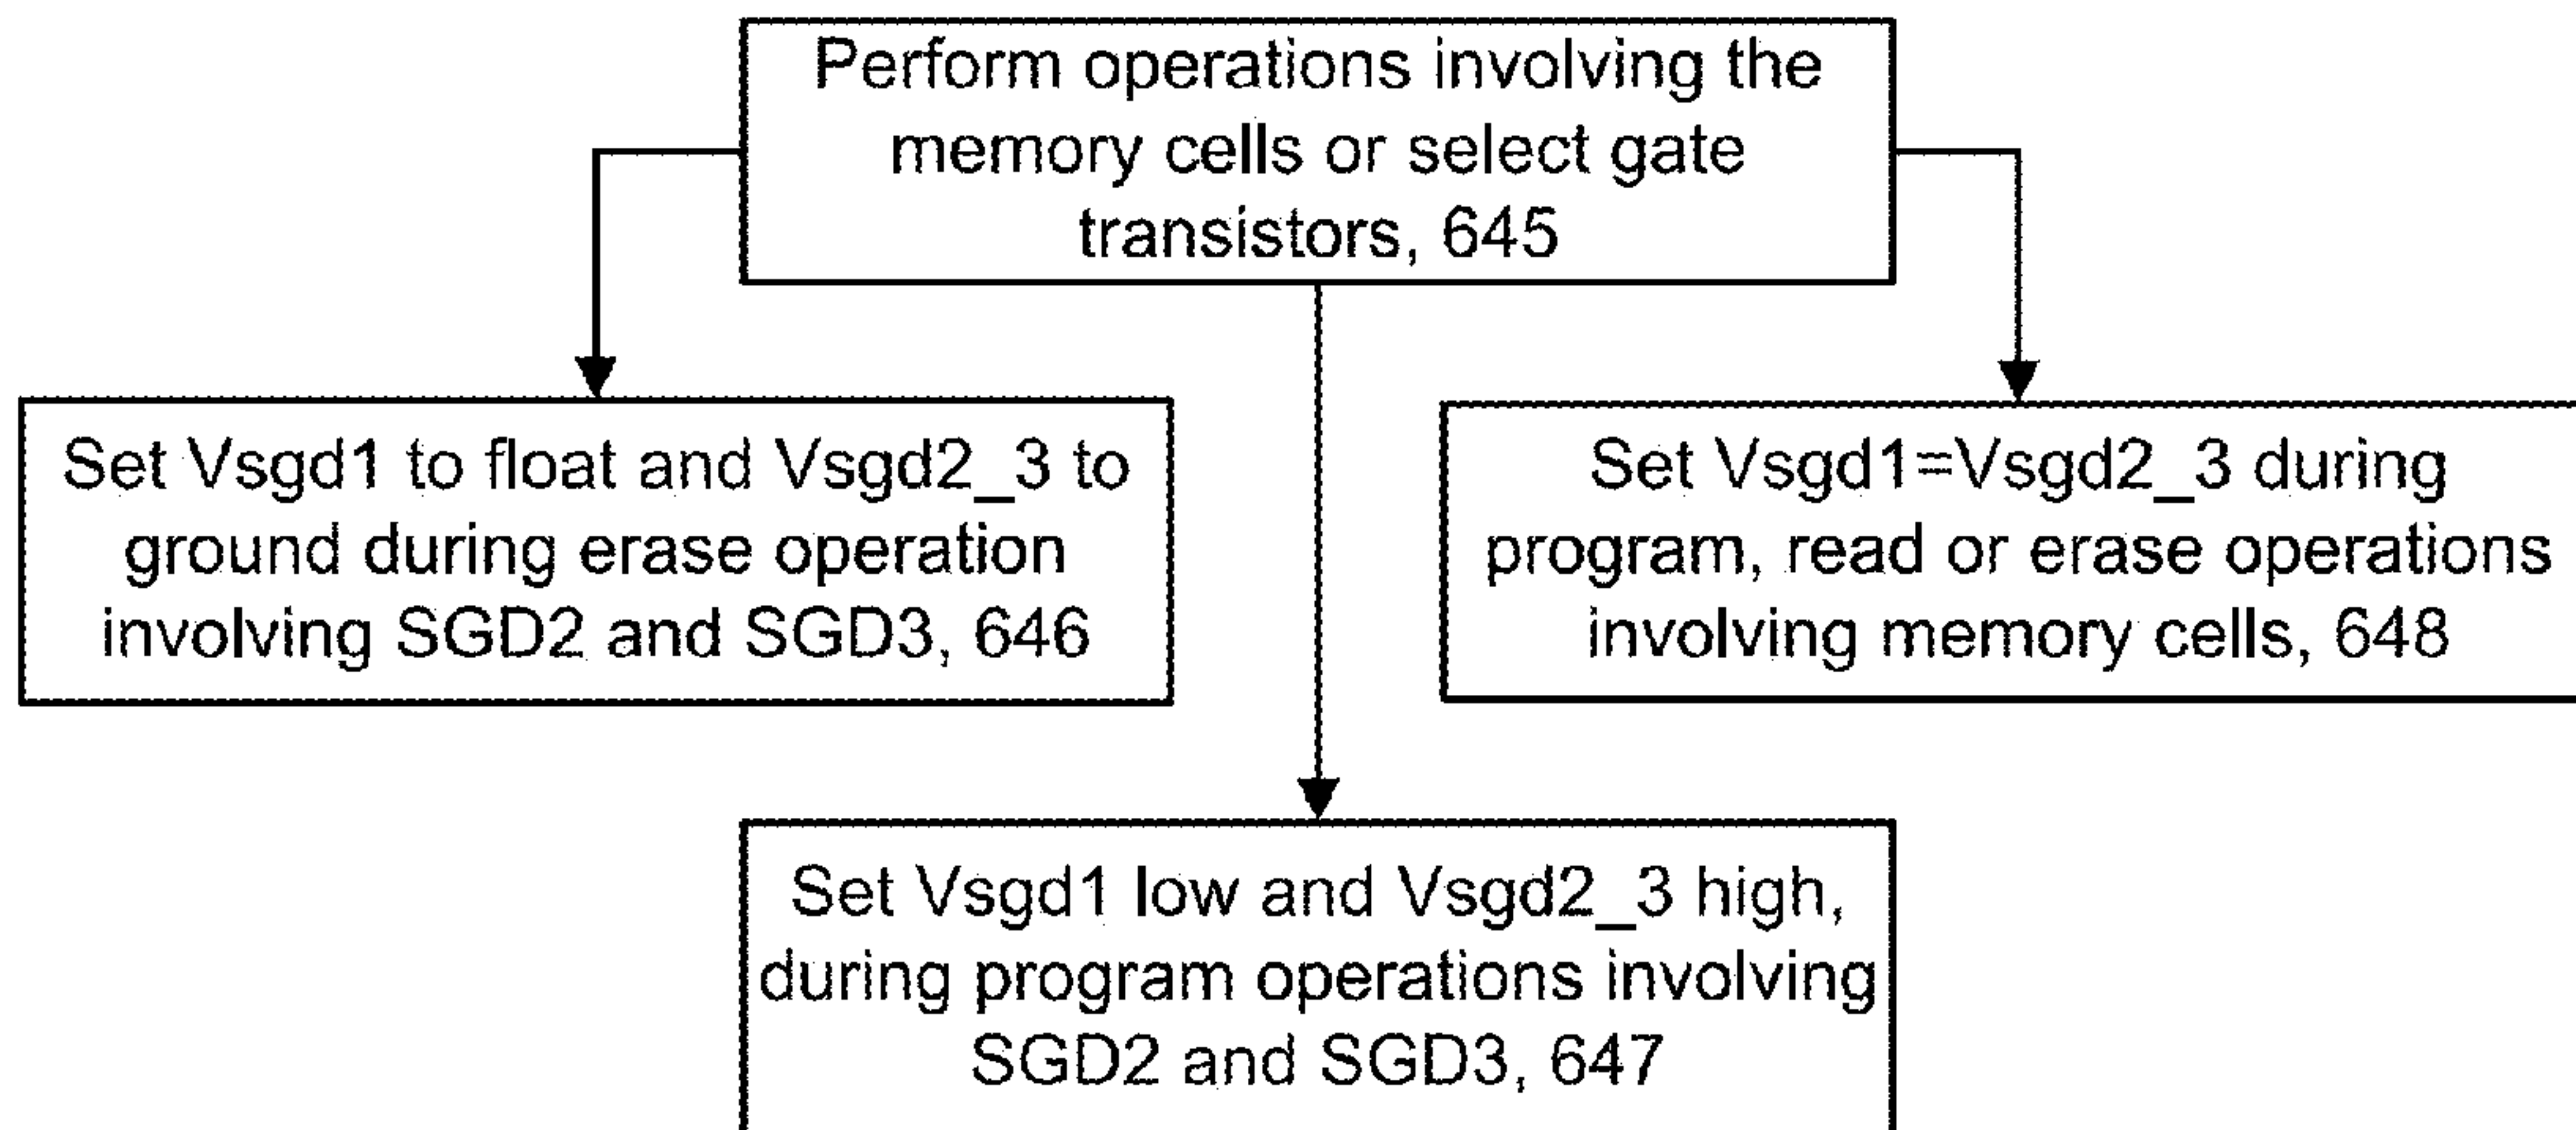 Perform operations involving the
memory cells or select gate
transistors, 645
Set Vsgd1 to float and Vsgd2_3 to
ground during erase operation
involving SGD2 and SGD3, 646
Set Vsgd1=Vsgd2_3 during
program, read or erase operations
involving memory cells, 648
Set Vsgd1 low and Vsgd2_3 high,
during program operations involving
SGD2 and SGD3, 647